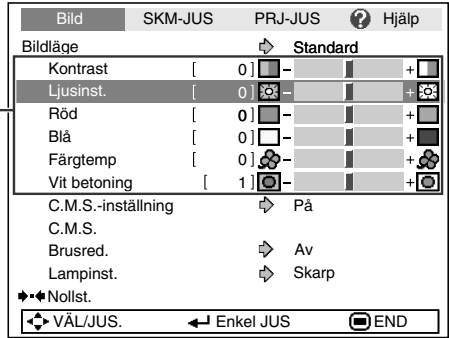 Bild SKM-JUS PRJ-JUS ? Hjälp
Bildläge Standard
Kontrast [ 0 ] - +
Ljusinst. [ 0 ] - +
Röd [ 0 ] - +
Blå [ 0 ] - +
Färgtemp [ 0 ] - +
Vit betoning [ 1 ] - +
C.M.S.-inställning På
C.M.S.
Brusred. Av
Lampinst. Skarp
Nollst.
VÄL/JUS. Enkel JUS END